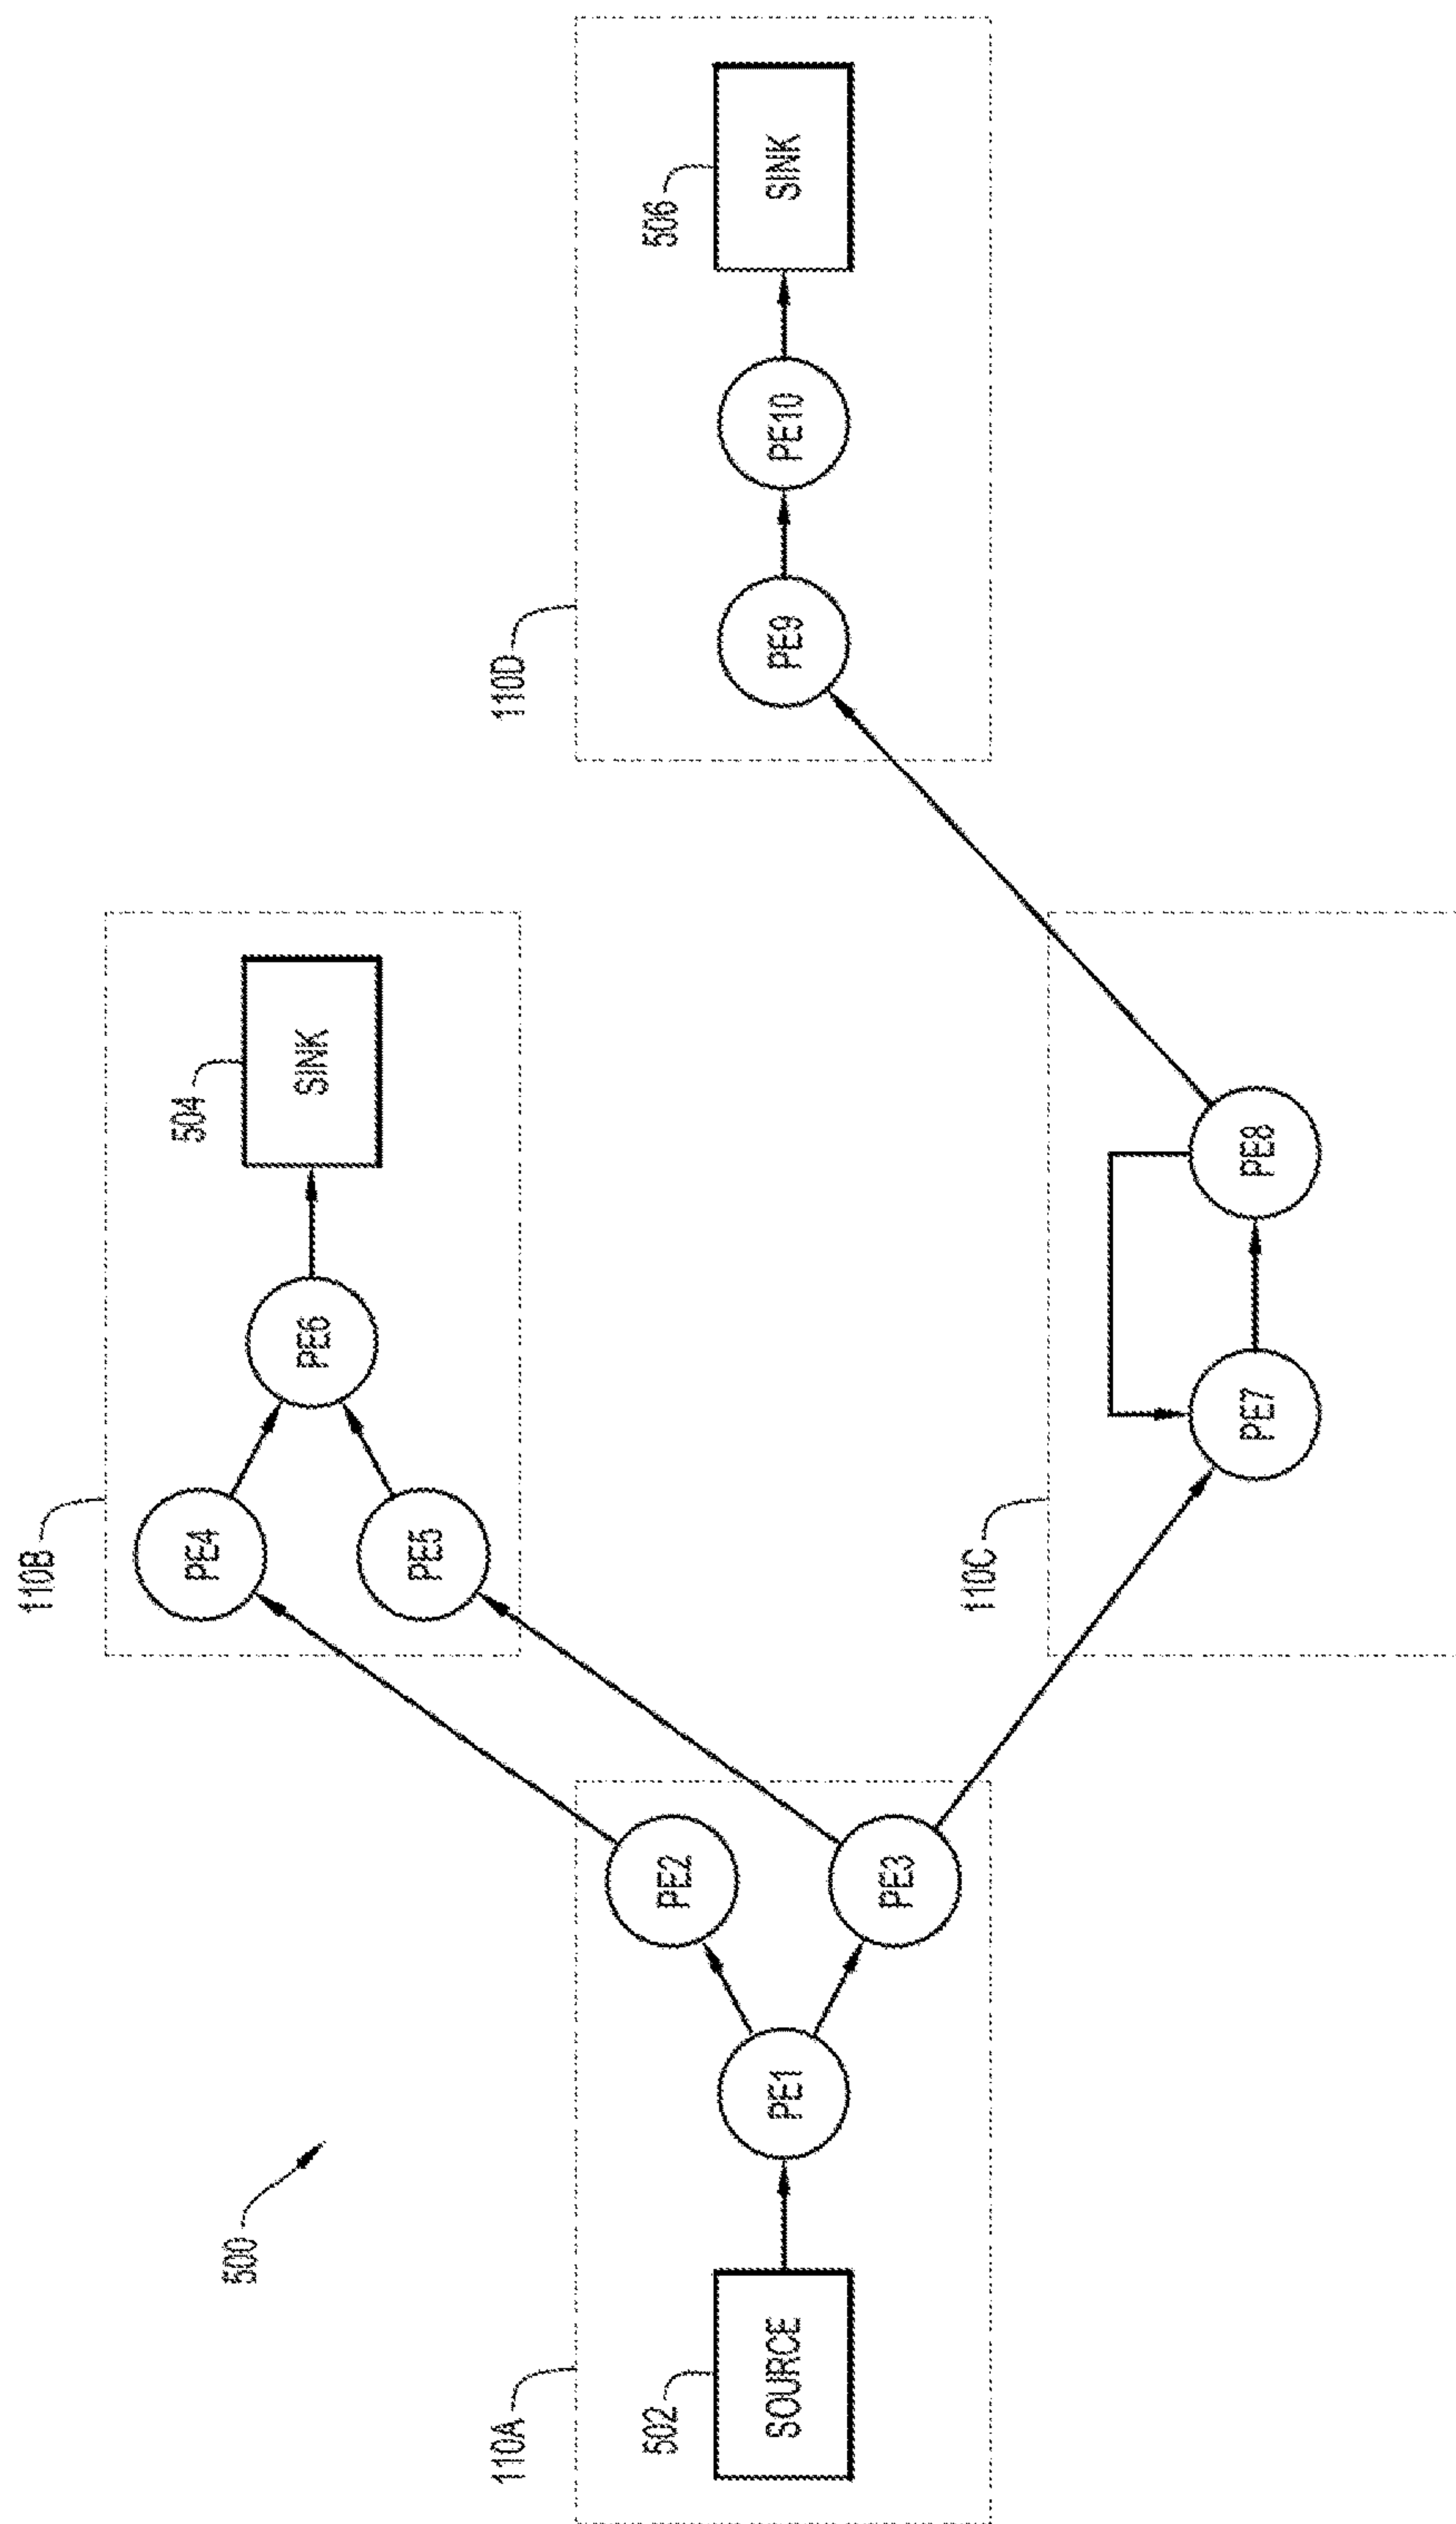 500
110A
502
SOURCE
PE1
PE2
PE3
110B
PE4
PE5
PE6
504
SINK
110C
PE7
PE8
110D
PE9
PE10
506
SINK